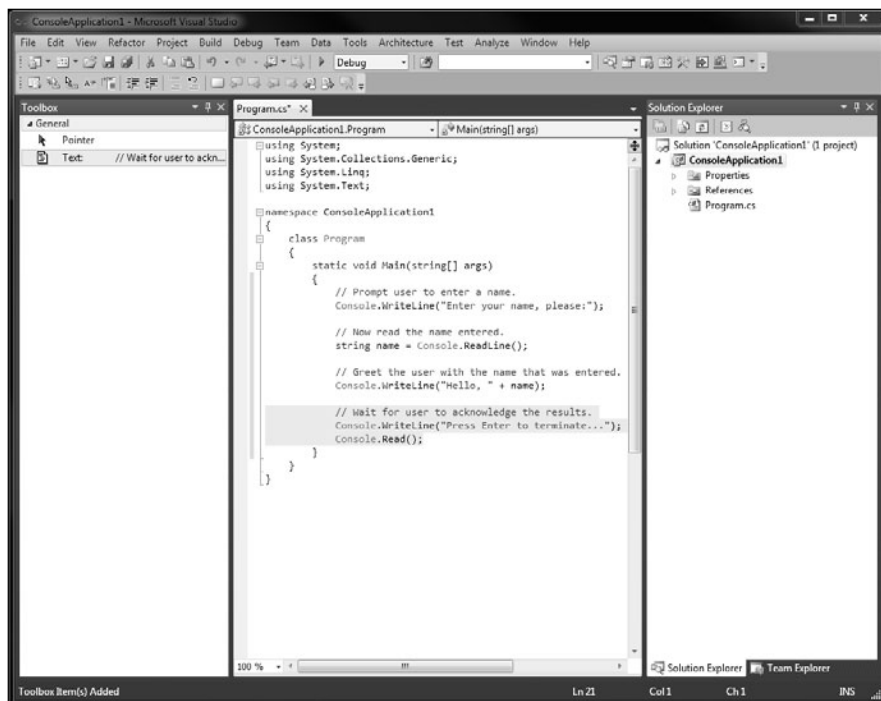 ConsoleApplication1 - Microsoft Visual Studio
File Edit View Refactor Project Build Debug Team Data Tools Architecture Test Analyze Window Help
Debug
Toolbox
General
Pointer
Text: // Wait for user to ackn...
Program.cs*
ConsoleApplication1.Program Main(string[] args)
using System;
using System.Collections.Generic;
using System.Linq;
using System.Text;
namespace ConsoleApplication1
{
class Program
{
static void Main(string[] args)
{
// Prompt user to enter a name.
Console.WriteLine("Enter your name, please:");
// Now read the name entered.
string name = Console.ReadLine();
// Greet the user with the name that was entered.
Console.WriteLine("Hello, " + name);
// Wait for user to acknowledge the results.
Console.WriteLine("Press Enter to terminate...");
Console.Read();
}
}
}
100 %
Solution Explorer
Solution 'ConsoleApplication1' (1 project)
ConsoleApplication1
Properties
References
Program.cs
Solution Explorer Team Explorer
Toolbox Item(s) Added Ln 21 Col 1 Ch 1 INS